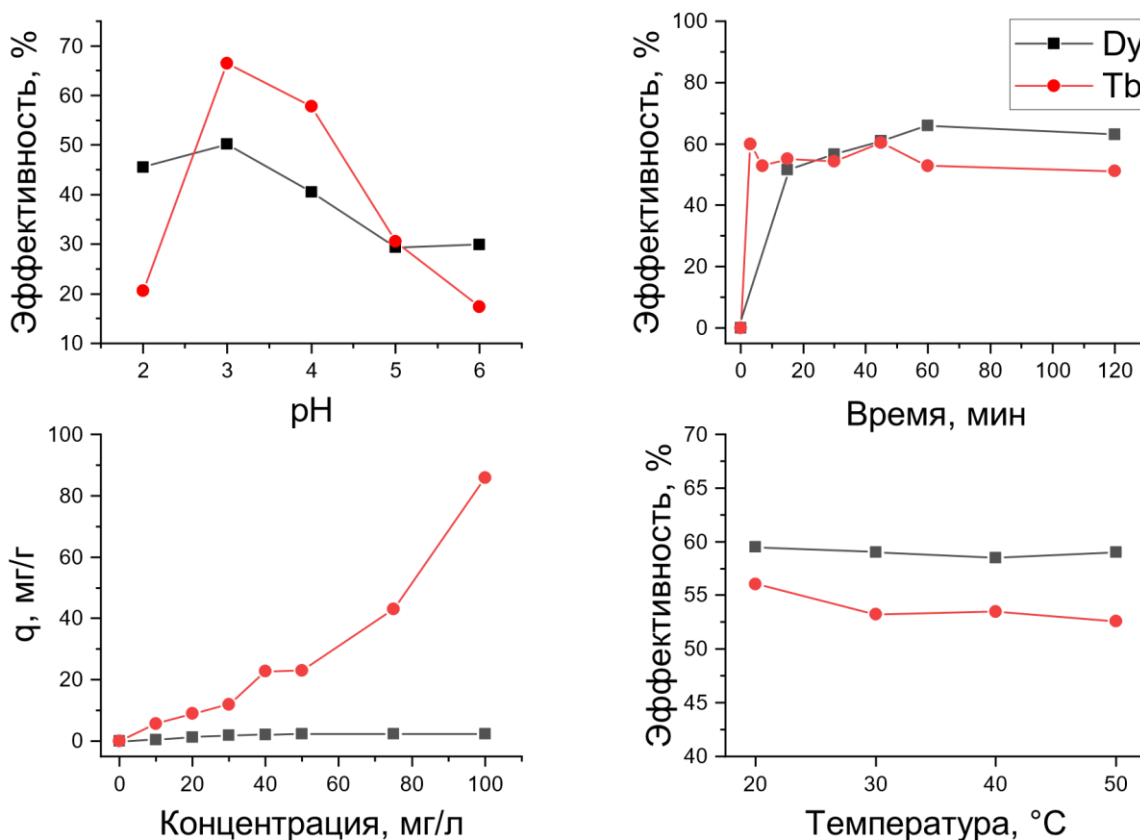 Эффективность, %
70
60
50
40
30
20
10
2 3 4 5 6
pH
Эффективность, %
100
80
60
40
20
0
0 20 40 60 80 100 120
Время, мин
Dy
Tb
q, мг/г
100
80
60
40
20
0
0 20 40 60 80 100
Концентрация, мг/л
Эффективность, %
70
65
60
55
50
45
40
20 30 40 50
Температура, °C